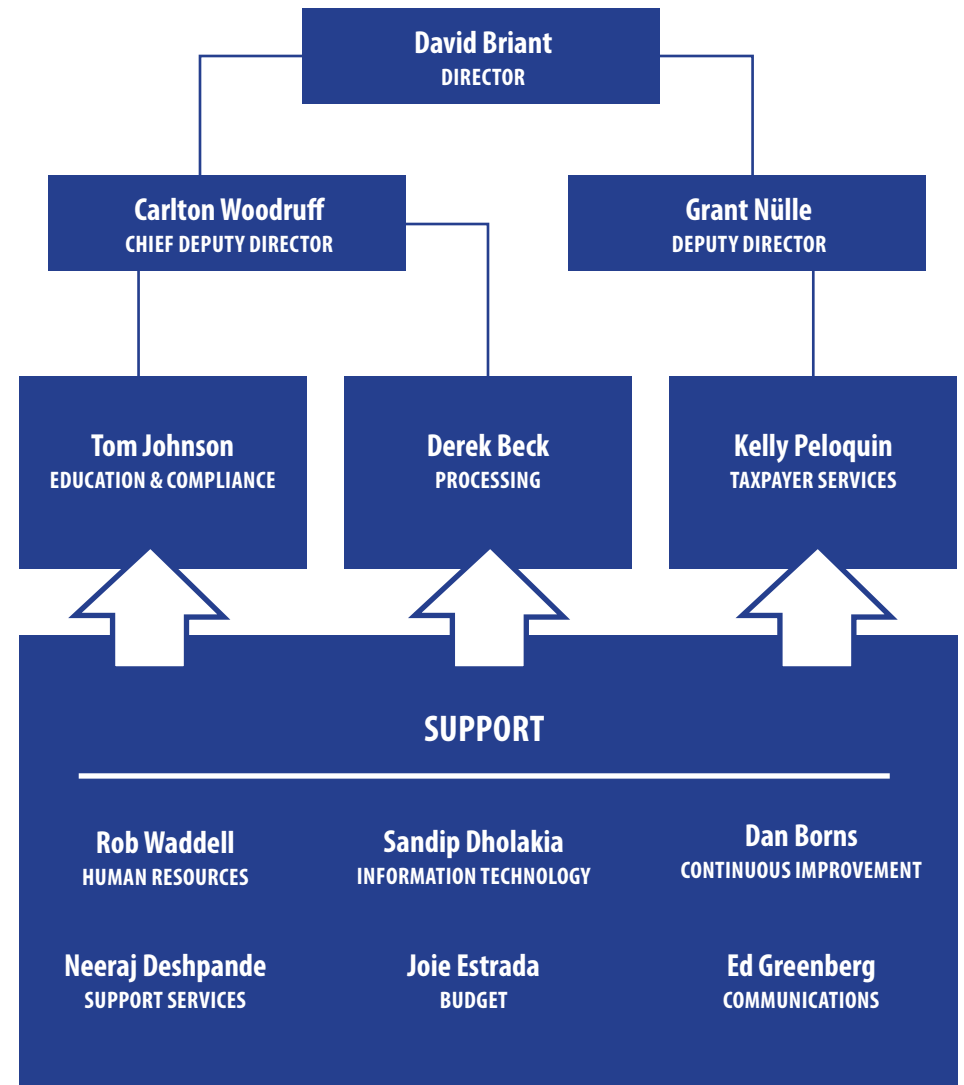 David Briant
DIRECTOR
Carlton Woodruff
CHIEF DEPUTY DIRECTOR
Grant Nülle
DEPUTY DIRECTOR
Tom Johnson
EDUCATION & COMPLIANCE
Derek Beck
PROCESSING
Kelly Peloquin
TAXPAYER SERVICES
SUPPORT
Rob Waddell
HUMAN RESOURCES
Sandip Dholakia
INFORMATION TECHNOLOGY
Dan Borns
CONTINUOUS IMPROVEMENT
Neeraj Deshpande
SUPPORT SERVICES
Joie Estrada
BUDGET
Ed Greenberg
COMMUNICATIONS